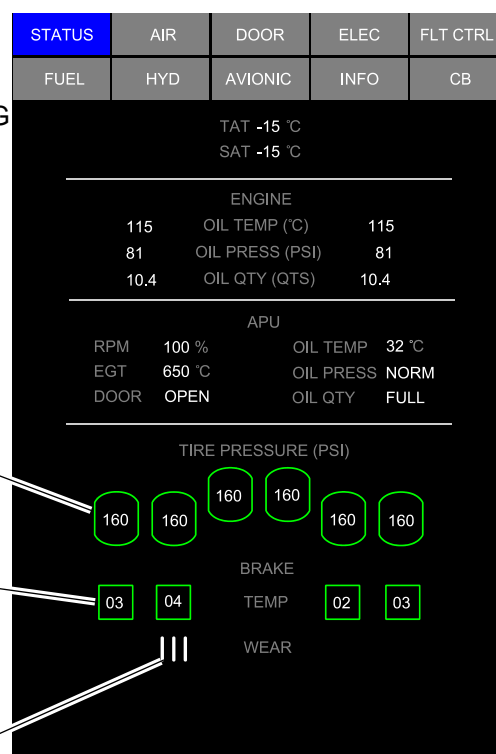 STATUS AIR DOOR ELEC FLT CTRL
FUEL HYD AVIONIC INFO CB
G
TAT -15 °C
SAT -15 °C
ENGINE
115 OIL TEMP (°C) 115
81 OIL PRESS (PSI) 81
10.4 OIL QTY (QTS) 10.4
APU
RPM 100 % OIL TEMP 32 °C
EGT 650 °C OIL PRESS NORM
DOOR OPEN OIL QTY FULL
TIRE PRESSURE (PSI)
160 160
160 160 160 160
BRAKE
03 04 TEMP 02 03
WEAR